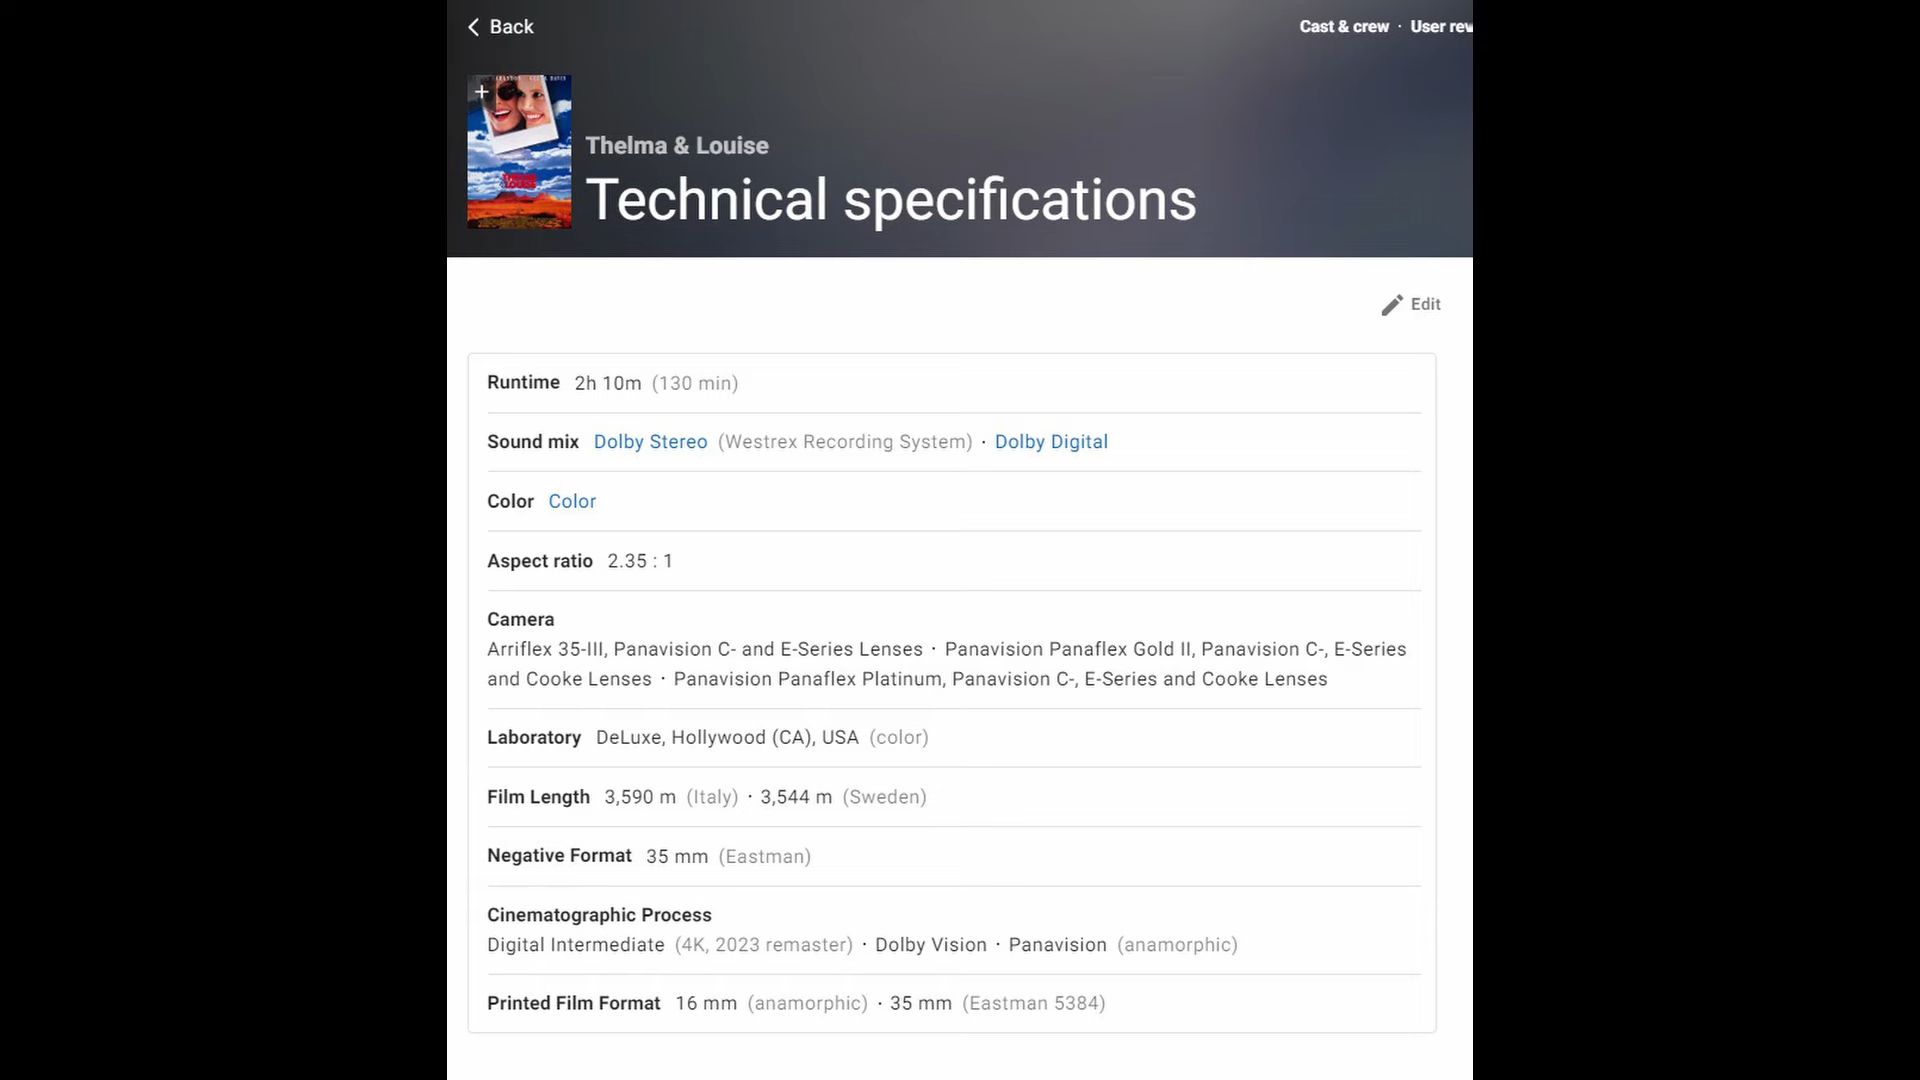 Back
Cast & crew · User rev
Thelma & Louise
Technical specifications
Edit
Runtime 2h 10m (130 min)
Sound mix Dolby Stereo (Westrex Recording System) · Dolby Digital
Color Color
Aspect ratio 2.35 : 1
Camera
Arriflex 35-III, Panavision C- and E-Series Lenses · Panavision Panaflex Gold II, Panavision C-, E-Series
and Cooke Lenses · Panavision Panaflex Platinum, Panavision C-, E-Series and Cooke Lenses
Laboratory DeLuxe, Hollywood (CA), USA (color)
Film Length 3,590 m (Italy) · 3,544 m (Sweden)
Negative Format 35 mm (Eastman)
Cinematographic Process
Digital Intermediate (4K, 2023 remaster) · Dolby Vision · Panavision (anamorphic)
Printed Film Format 16 mm (anamorphic) · 35 mm (Eastman 5384)